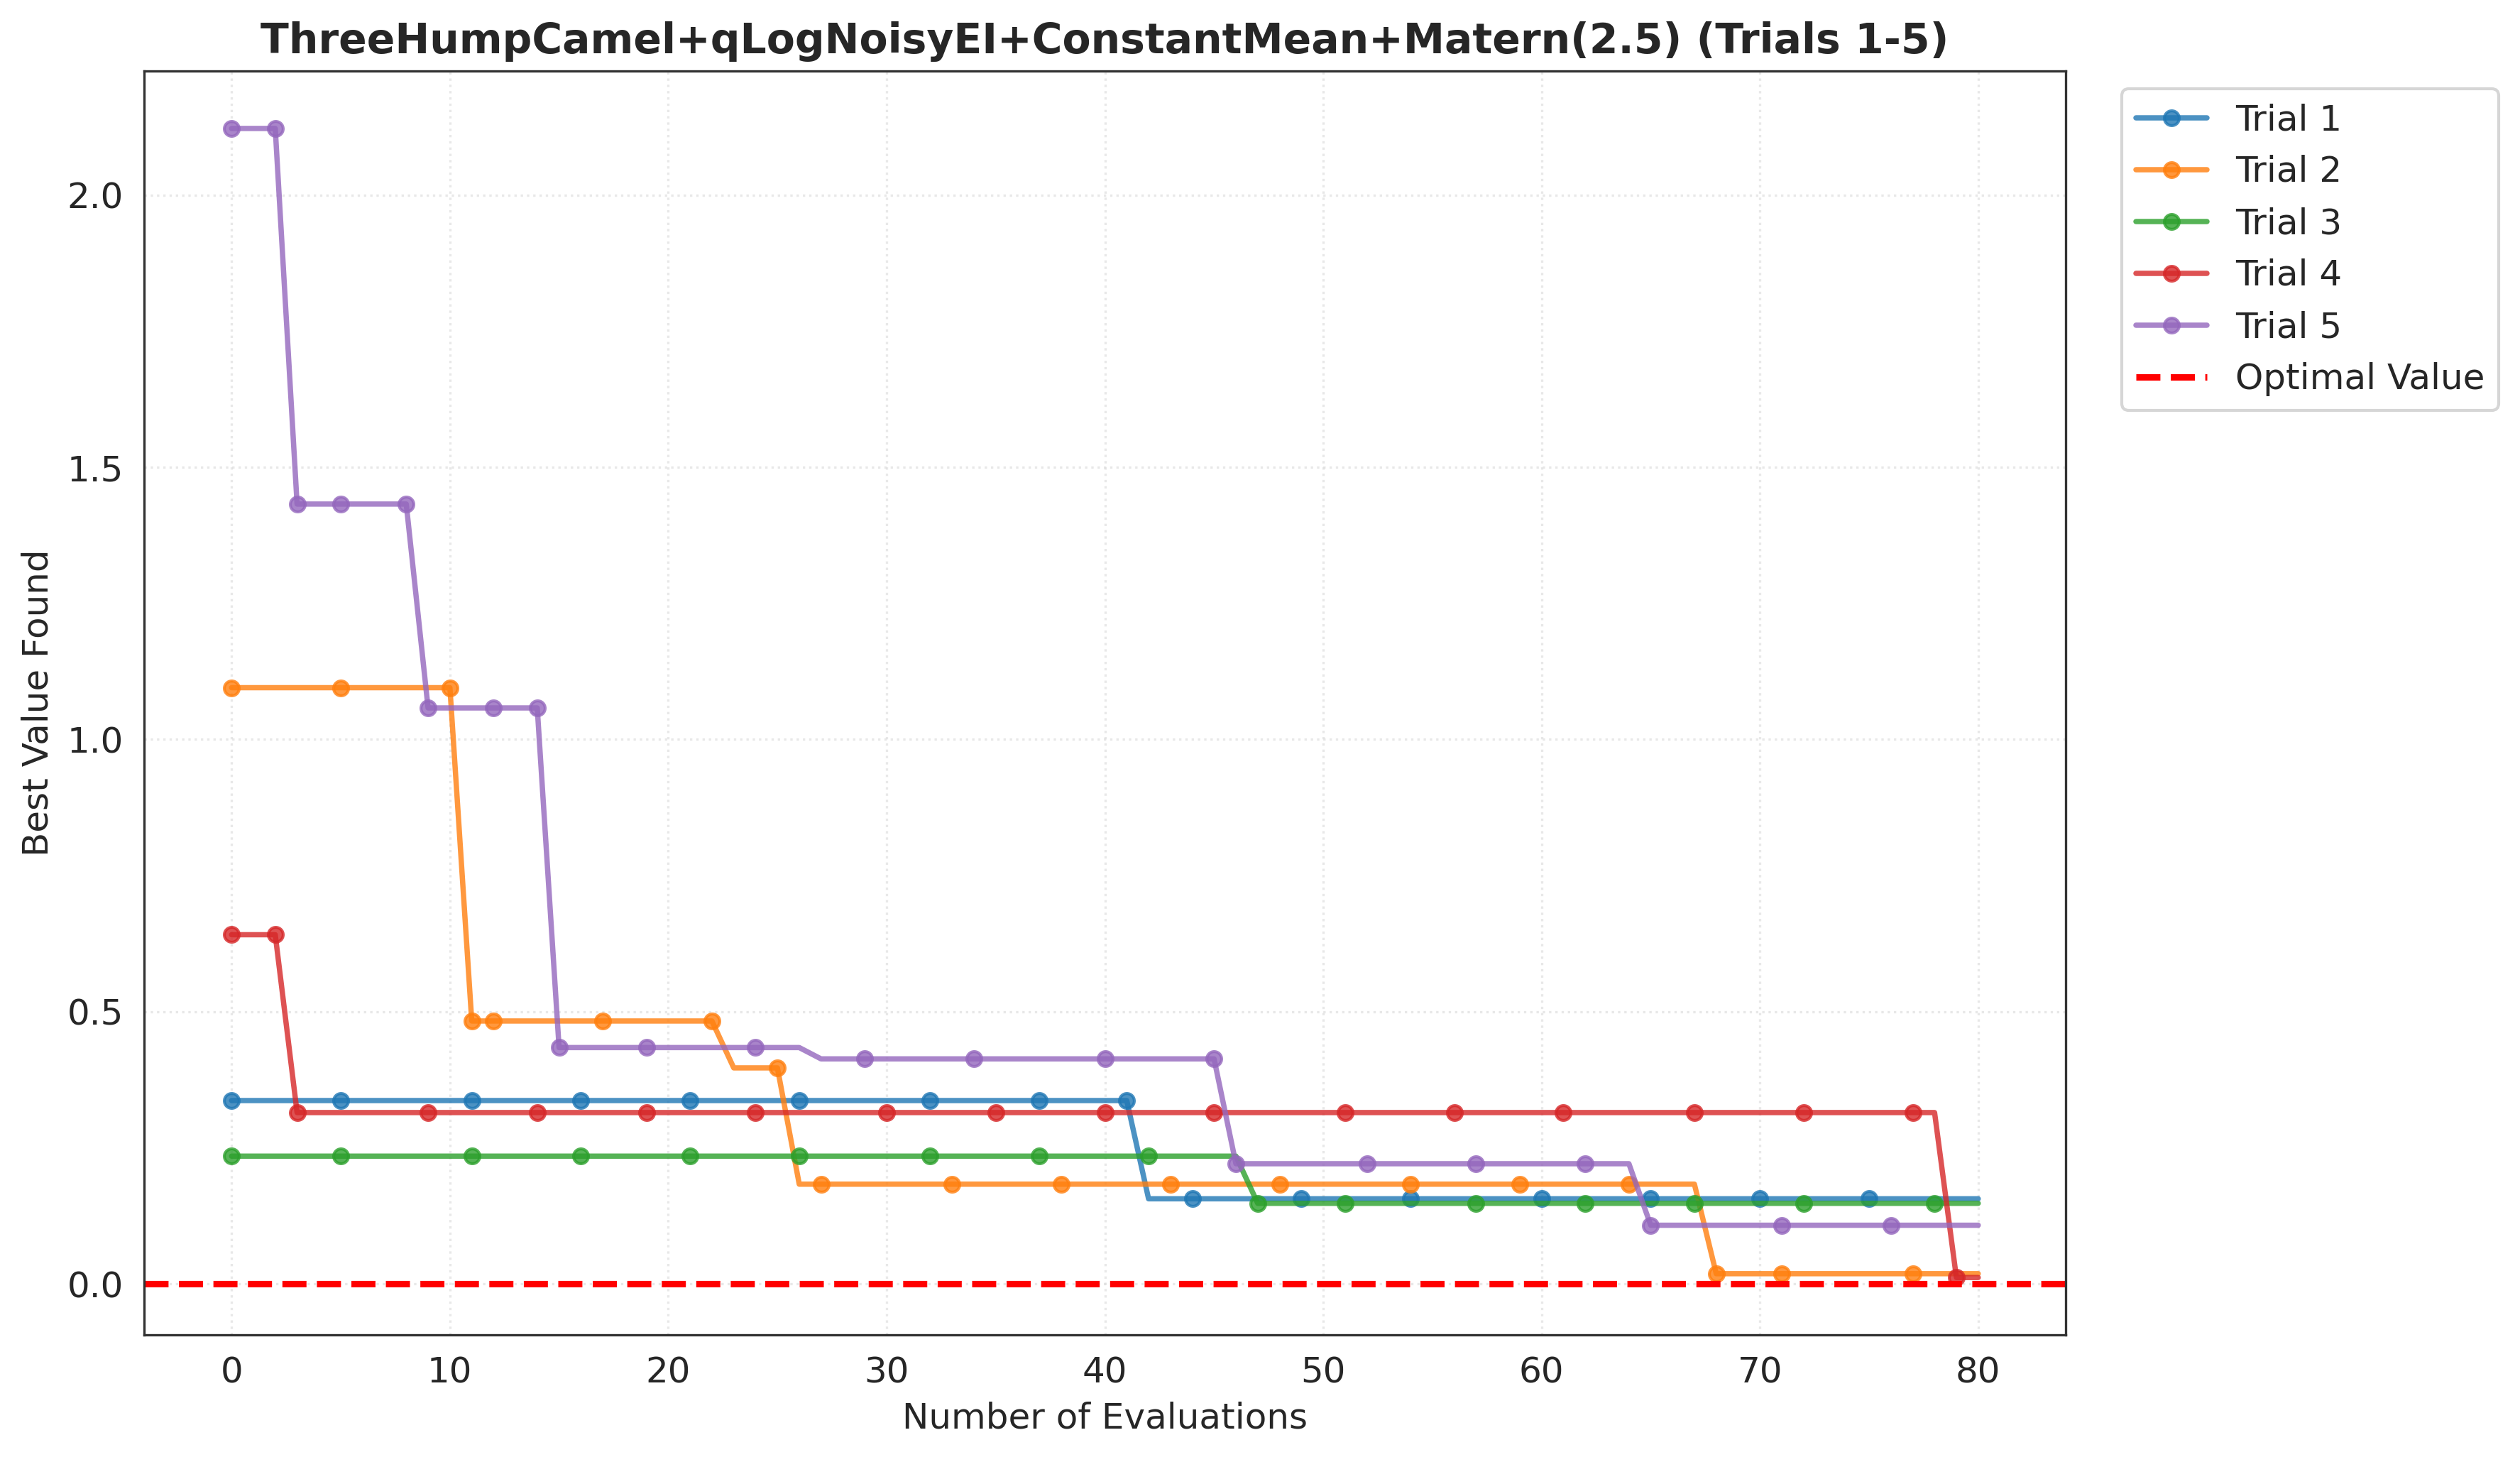 ThreeHumpCamel+qLogNoisyEI+ConstantMean+Matern(2.5) (Trials 1-5)
Trial 1
Trial 2
Trial 3
Trial 4
Trial 5
Optimal Value
Best Value Found
2.0
1.5
1.0
0.5
0.0
0 10 20 30 40 50 60 70 80
Number of Evaluations